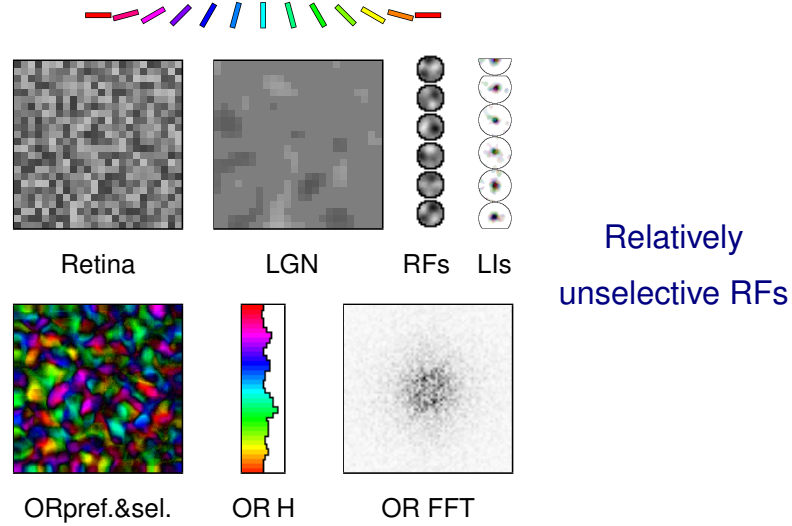 Retina
LGN
RFs
LIs
Relatively
unselective RFs
ORpref.&sel.
OR H
OR FFT